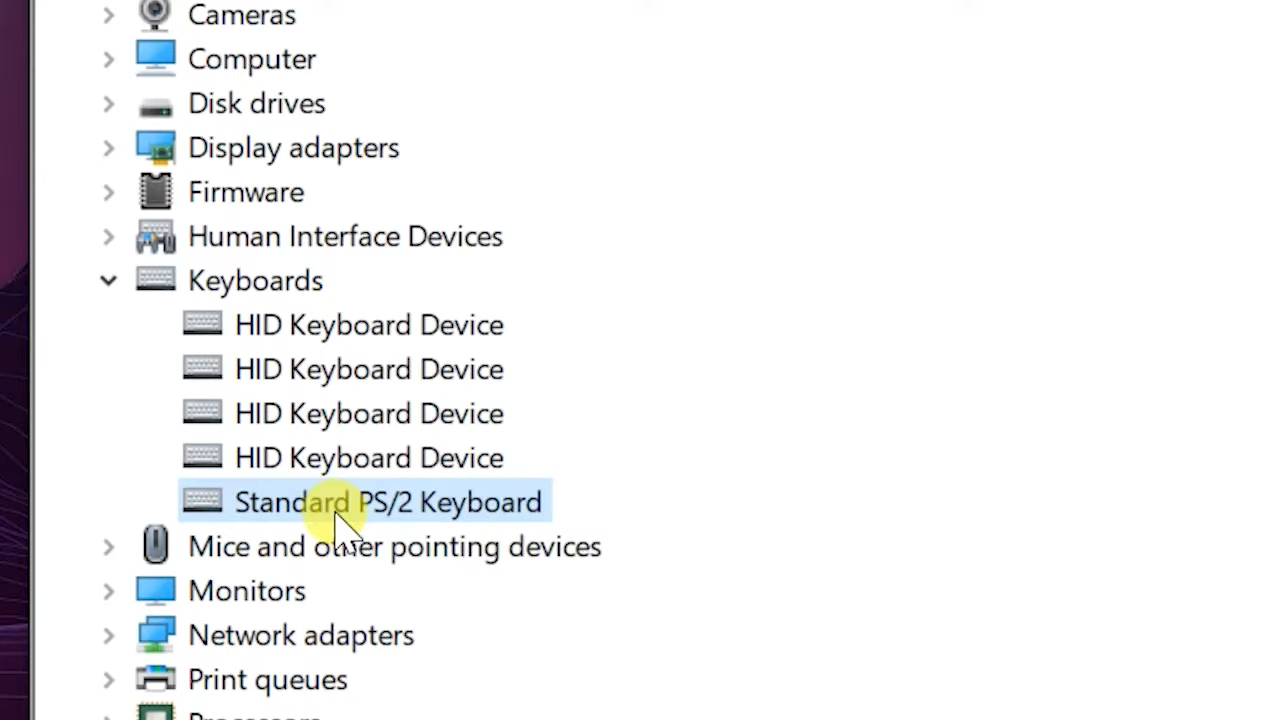 Cameras
Computer
Disk drives
Display adapters
Firmware
Human Interface Devices
Keyboards
HID Keyboard Device
HID Keyboard Device
HID Keyboard Device
HID Keyboard Device
Standard PS/2 Keyboard
Mice and other pointing devices
Monitors
Network adapters
Print queues
Processors